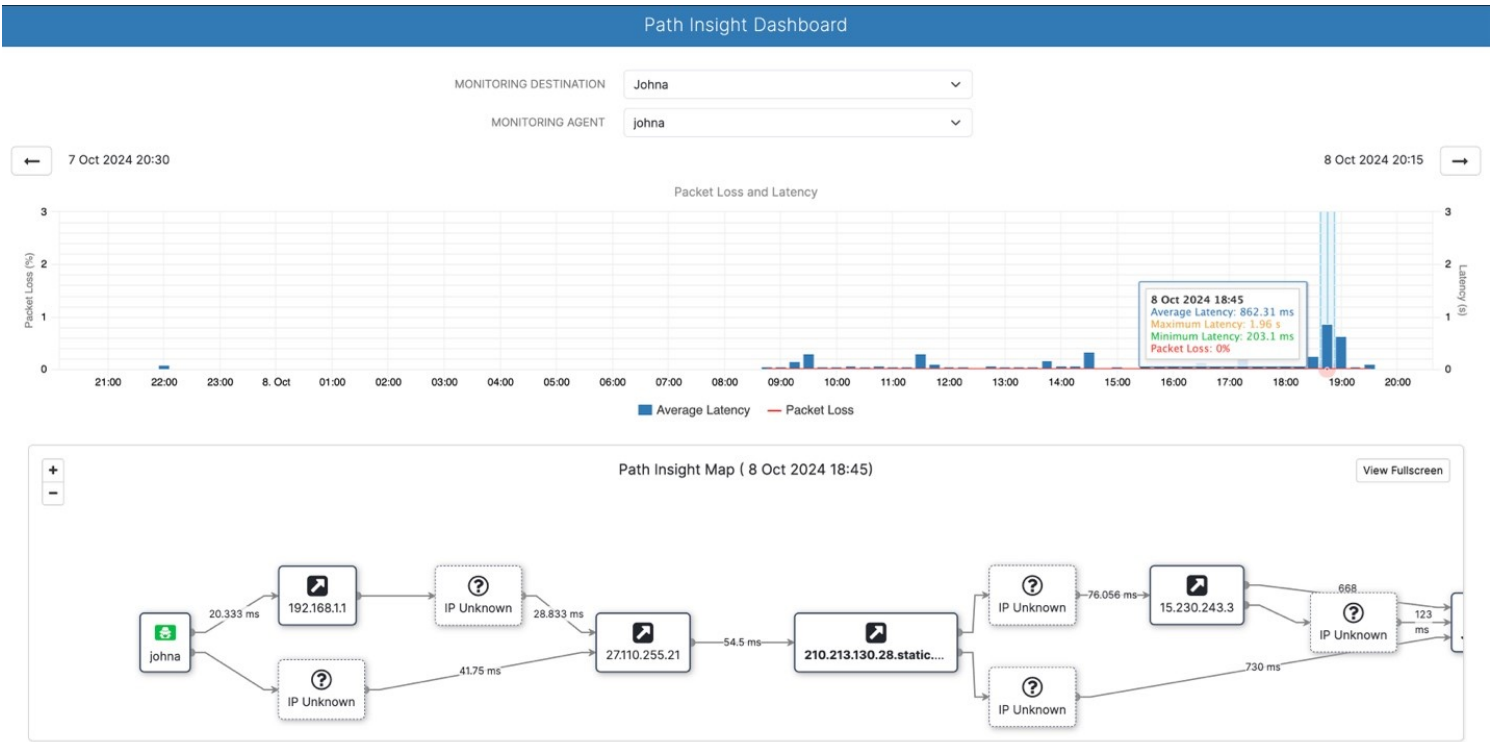 Path Insight Dashboard
MONITORING DESTINATION
Johna
MONITORING AGENT
johna
7 Oct 2024 20:30
8 Oct 2024 20:15
Packet Loss and Latency
Packet Loss (%)
3
2
1
0
3
2
1
0
Latency (s)
8 Oct 2024 18:45
Average Latency: 862.31 ms
Maximum Latency: 1.96 s
Minimum Latency: 203.1 ms
Packet Loss: 0%
21:00 22:00 23:00 8. Oct 01:00 02:00 03:00 04:00 05:00 06:00 07:00 08:00 09:00 10:00 11:00 12:00 13:00 14:00 15:00 16:00 17:00 18:00 19:00 20:00
Average Latency Packet Loss
+
−
Path Insight Map ( 8 Oct 2024 18:45)
View Fullscreen
johna
20.333 ms
192.168.1.1
IP Unknown
28.833 ms
IP Unknown
41.75 ms
27.110.255.21
54.5 ms
210.213.130.28.static....
IP Unknown
76.056 ms
15.230.243.3
668
IP Unknown
123
ms
IP Unknown
730 ms